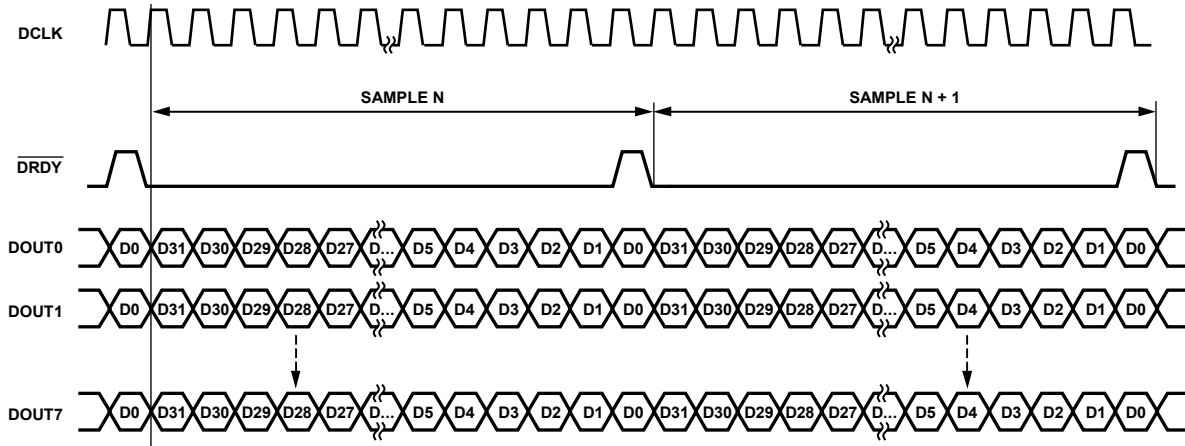 DCLK
SAMPLE N SAMPLE N + 1
DRDY
DOUT0 D0 D31 D30 D29 D28 D27 D... D5 D4 D3 D2 D1 D0 D31 D30 D29 D28 D27 D... D5 D4 D3 D2 D1 D0
DOUT1 D0 D31 D30 D29 D28 D27 D... D5 D4 D3 D2 D1 D0 D31 D30 D29 D28 D27 D... D5 D4 D3 D2 D1 D0
DOUT7 D0 D31 D30 D29 D28 D27 D... D5 D4 D3 D2 D1 D0 D31 D30 D29 D28 D27 D... D5 D4 D3 D2 D1 D0